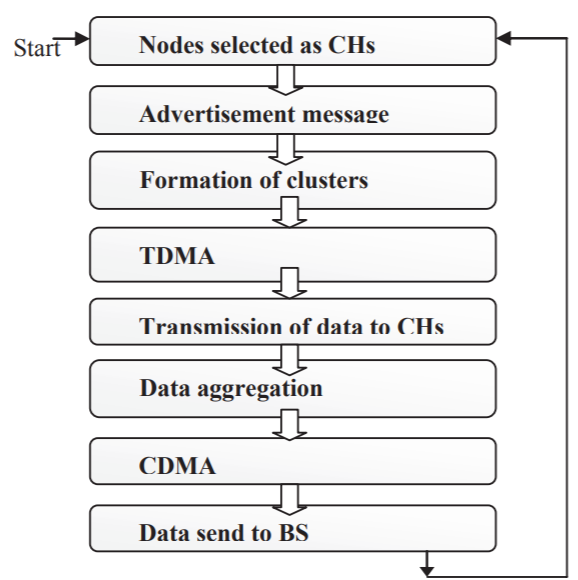 Start
Nodes selected as CHs
Advertisement message
Formation of clusters
TDMA
Transmission of data to CHs
Data aggregation
CDMA
Data send to BS